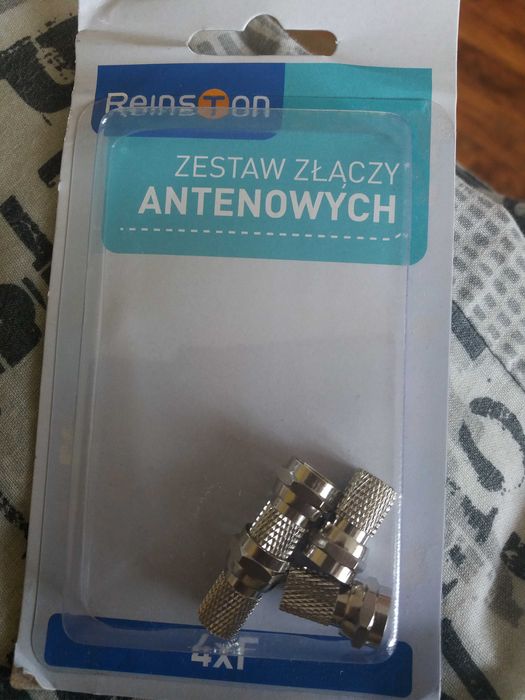 Reinston
ZESTAW ZŁĄCZY
ANTENOWYCH
4xF